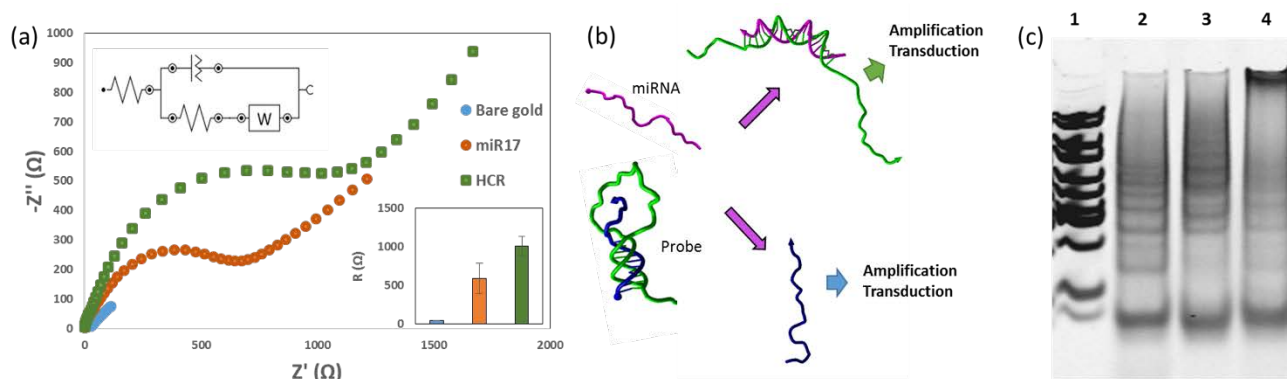 (a)
1000
900
800
700
600
500
400
300
200
100
0
-Z'' (Ω)
W
Bare gold
miR17
HCR
1500
1000
500
0
R (Ω)
0
500
1000
1500
2000
Z' (Ω)
(b)
miRNA
Probe
Amplification
Transduction
Amplification
Transduction
(c)
1 2 3 4